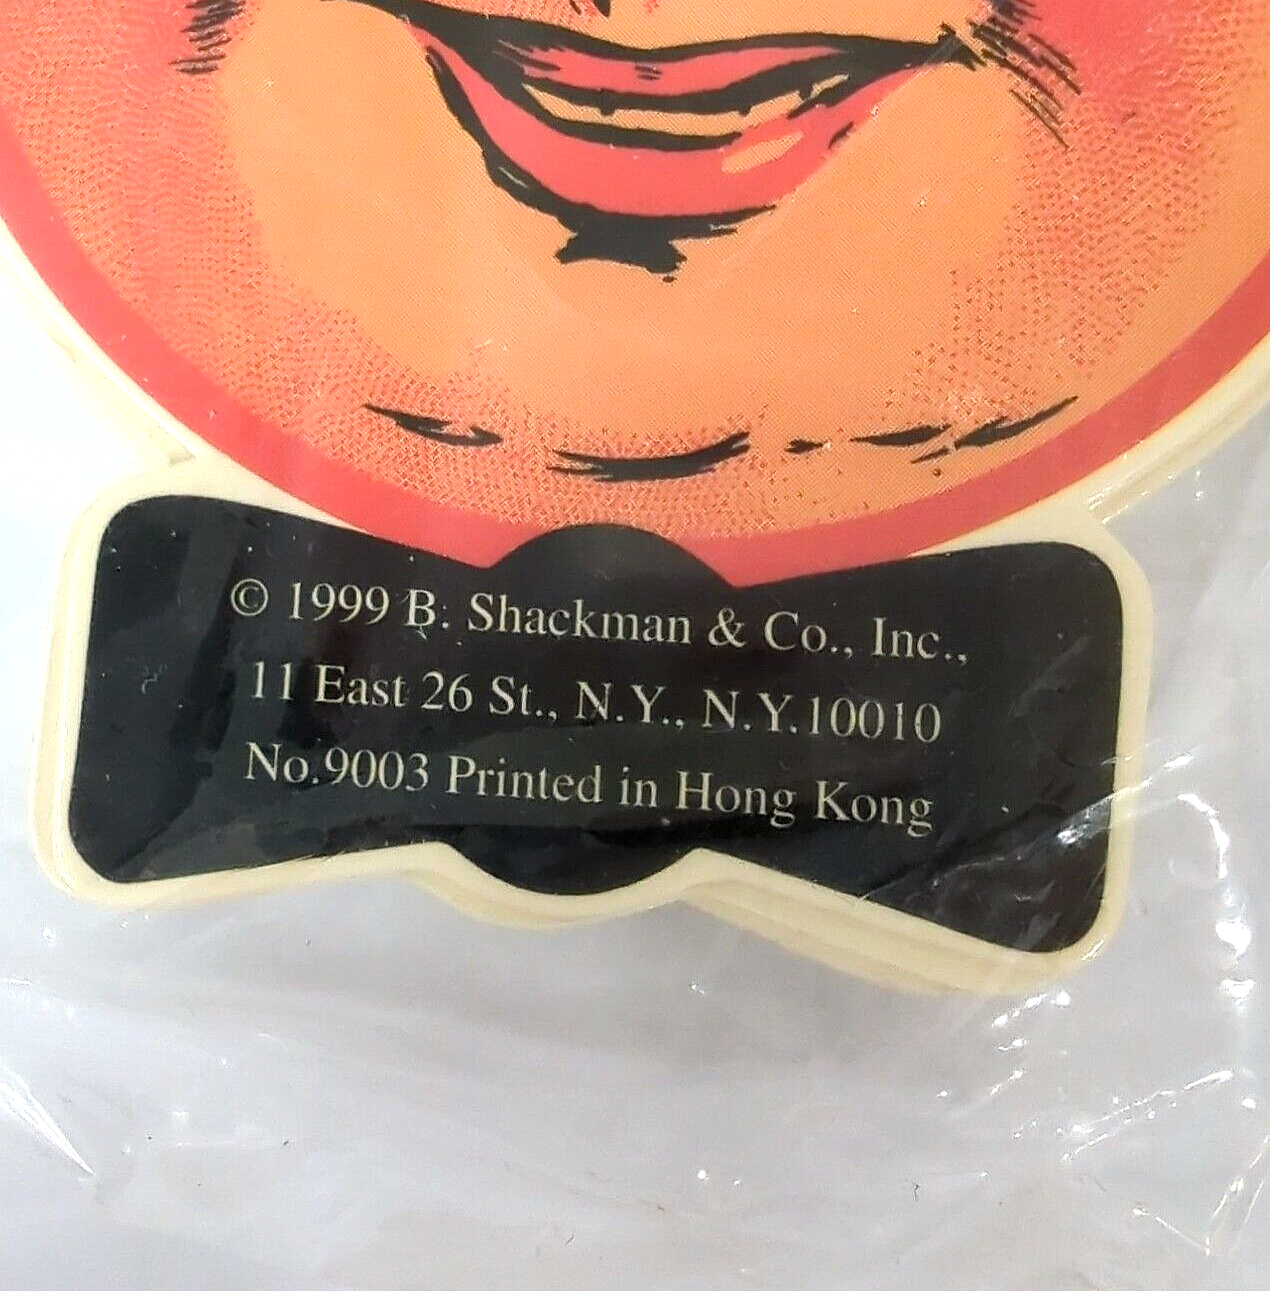 © 1999 B. Shackman & Co., Inc.,
11 East 26 St., N.Y., N.Y.10010
No.9003 Printed in Hong Kong